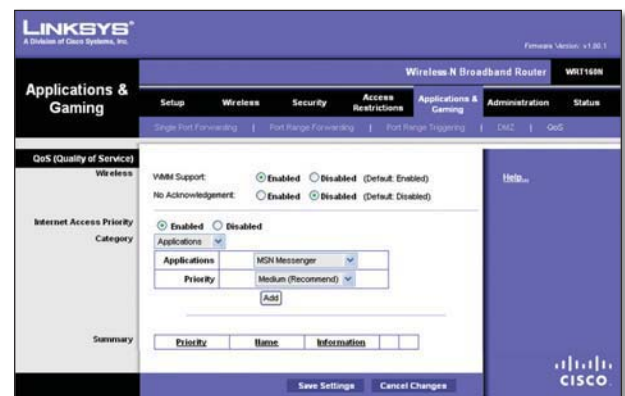 LINKSYS®
A Division of Cisco Systems, Inc.
Firmware Version: v1.00.1
Wireless-N Broadband Router WRT160N
Applications & Gaming
Setup Wireless Security Access Restrictions Applications & Gaming Administration Status
Single Port Forwarding | Port Range Forwarding | Port Range Triggering | DMZ | QoS
QoS (Quality of Service)
Wireless
WMM Support: Enabled Disabled (Default: Enabled)
No Acknowledgement: Enabled Disabled (Default: Disabled)
Help...
Internet Access Priority
Enabled Disabled
Category
Applications
Applications MSN Messenger
Priority Medium (Recommend)
Add
Summary
Priority Name Information
Save Settings Cancel Changes
CISCO.